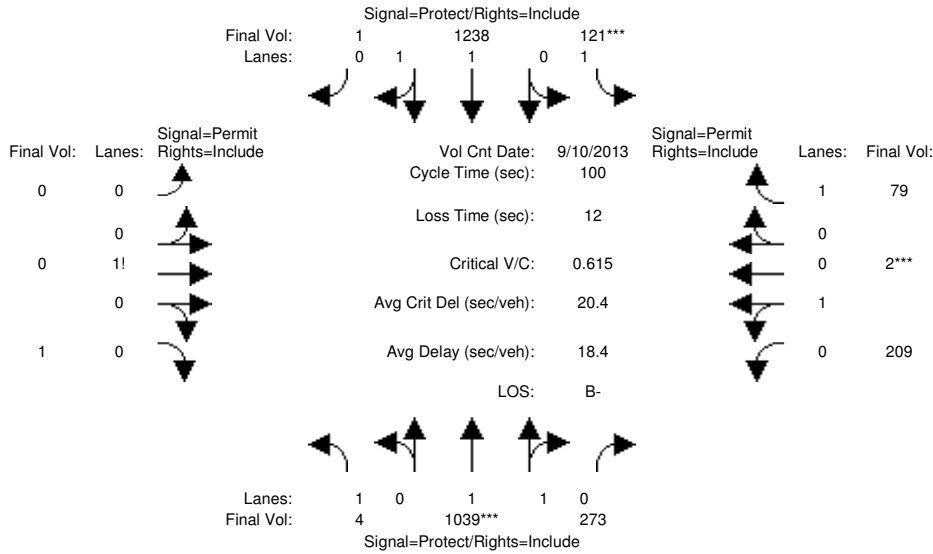 Signal=Protect/Rights=Include
Final Vol: 1 1238 121***
Lanes: 0 1 1 0 1
Signal=Permit Signal=Permit
Final Vol: Lanes: Rights=Include Vol Cnt Date: 9/10/2013 Rights=Include Lanes: Final Vol:
Cycle Time (sec): 100
0 0 1 79
Loss Time (sec): 12
0 0
0 1! Critical V/C: 0.615 0 2***
0 Avg Crit Del (sec/veh): 20.4 1
1 0 Avg Delay (sec/veh): 18.4 0 209
LOS: B-
Lanes: 1 0 1 1 0
Final Vol: 4 1039*** 273
Signal=Protect/Rights=Include